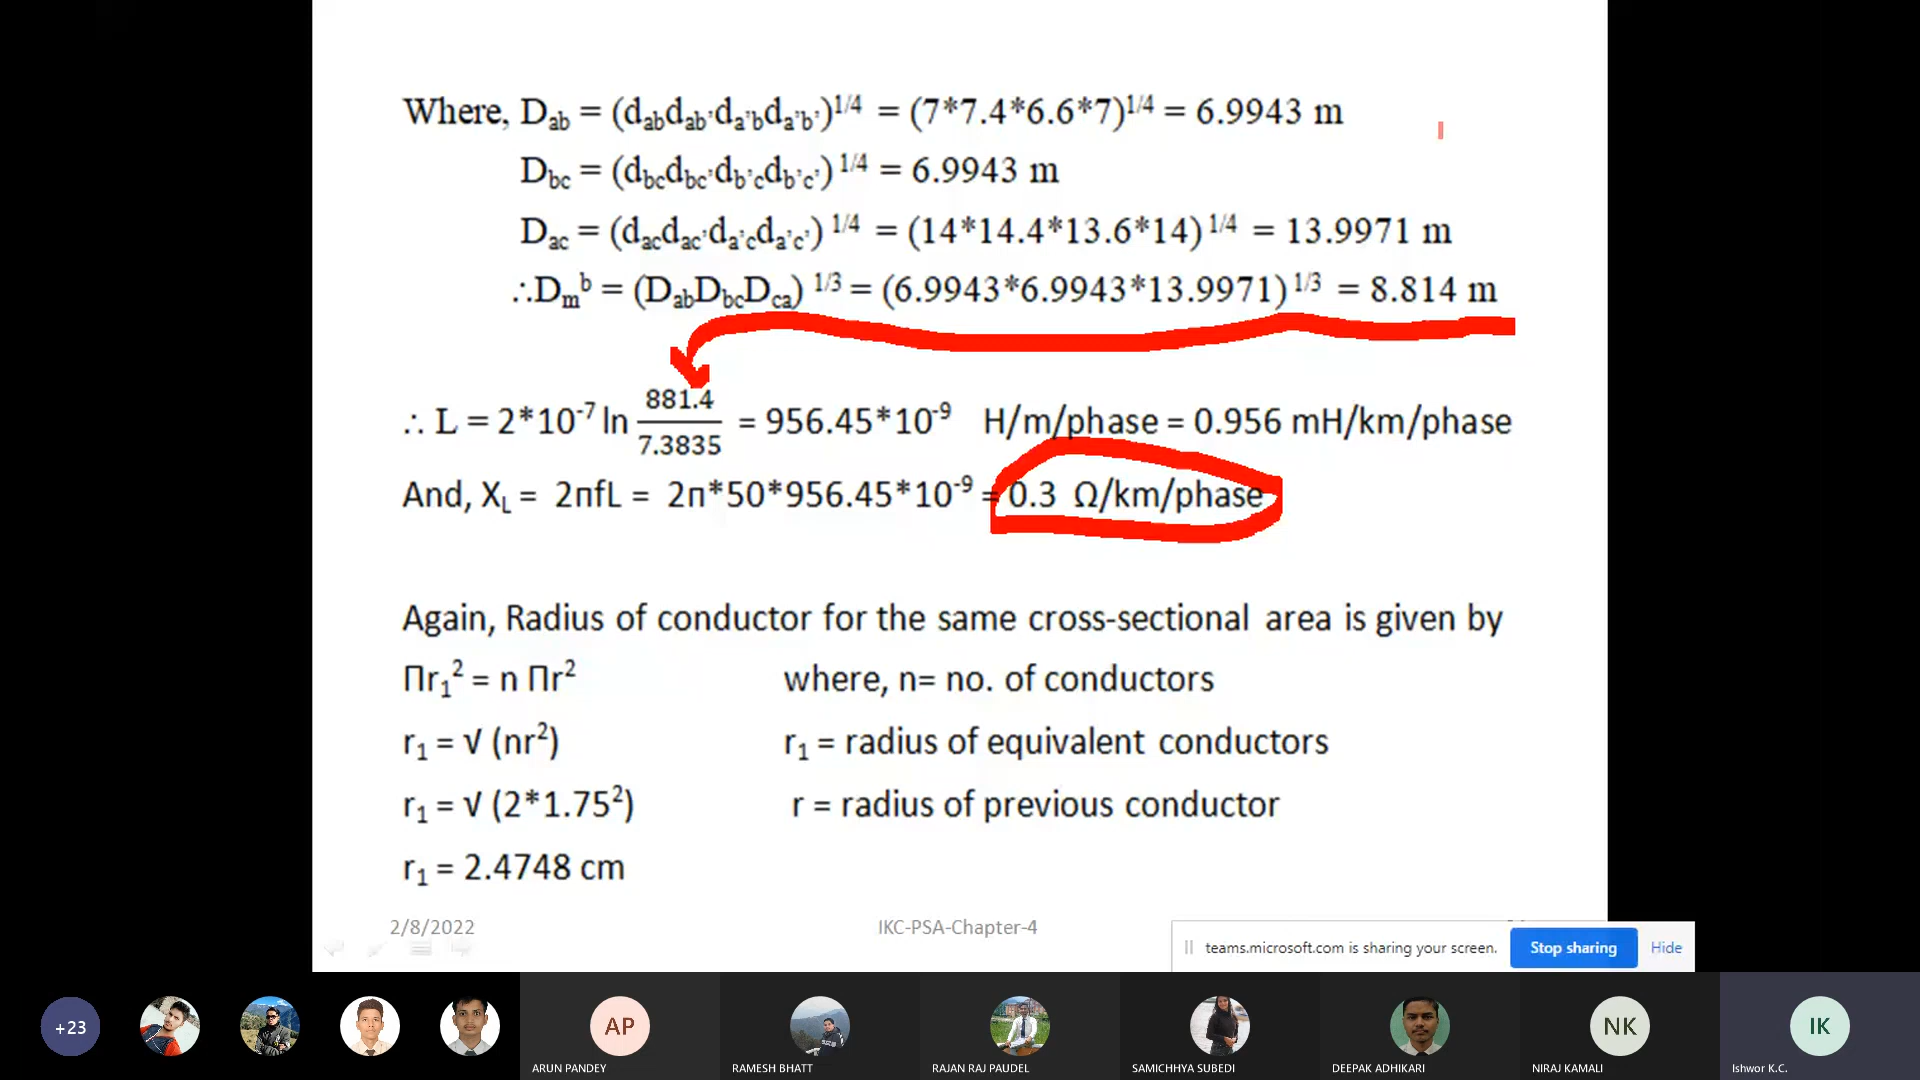 Where, Dab = (dabdab'da'bda'b')^1/4 = (7*7.4*6.6*7)^1/4 = 6.9943 m
Dbc = (dbcdbc'db'cdb'c')^1/4 = 6.9943 m
Dac = (dacdac'da'cda'c')^1/4 = (14*14.4*13.6*14)^1/4 = 13.9971 m
∴Dm^b = (DabDbcDca)^1/3 = (6.9943*6.9943*13.9971)^1/3 = 8.814 m
∴ L = 2*10^-7 ln 881.4/7.3835 = 956.45*10^-9 H/m/phase = 0.956 mH/km/phase
And, XL = 2πfL = 2π*50*956.45*10^-9 = 0.3 Ω/km/phase
Again, Radius of conductor for the same cross-sectional area is given by
Πr₁² = n Πr² where, n= no. of conductors
r₁ = √ (nr²) r₁ = radius of equivalent conductors
r₁ = √ (2*1.75²) r = radius of previous conductor
r₁ = 2.4748 cm
2/8/2022 IKC-PSA-Chapter-4
teams.microsoft.com is sharing your screen. Stop sharing Hide
+23 AP NK IK
ARUN PANDEY RAMESH BHATT RAJAN RAJ PAUDEL SAMICHHYA SUBEDI DEEPAK ADHIKARI NIRAJ KAMALI Ishwor K.C.